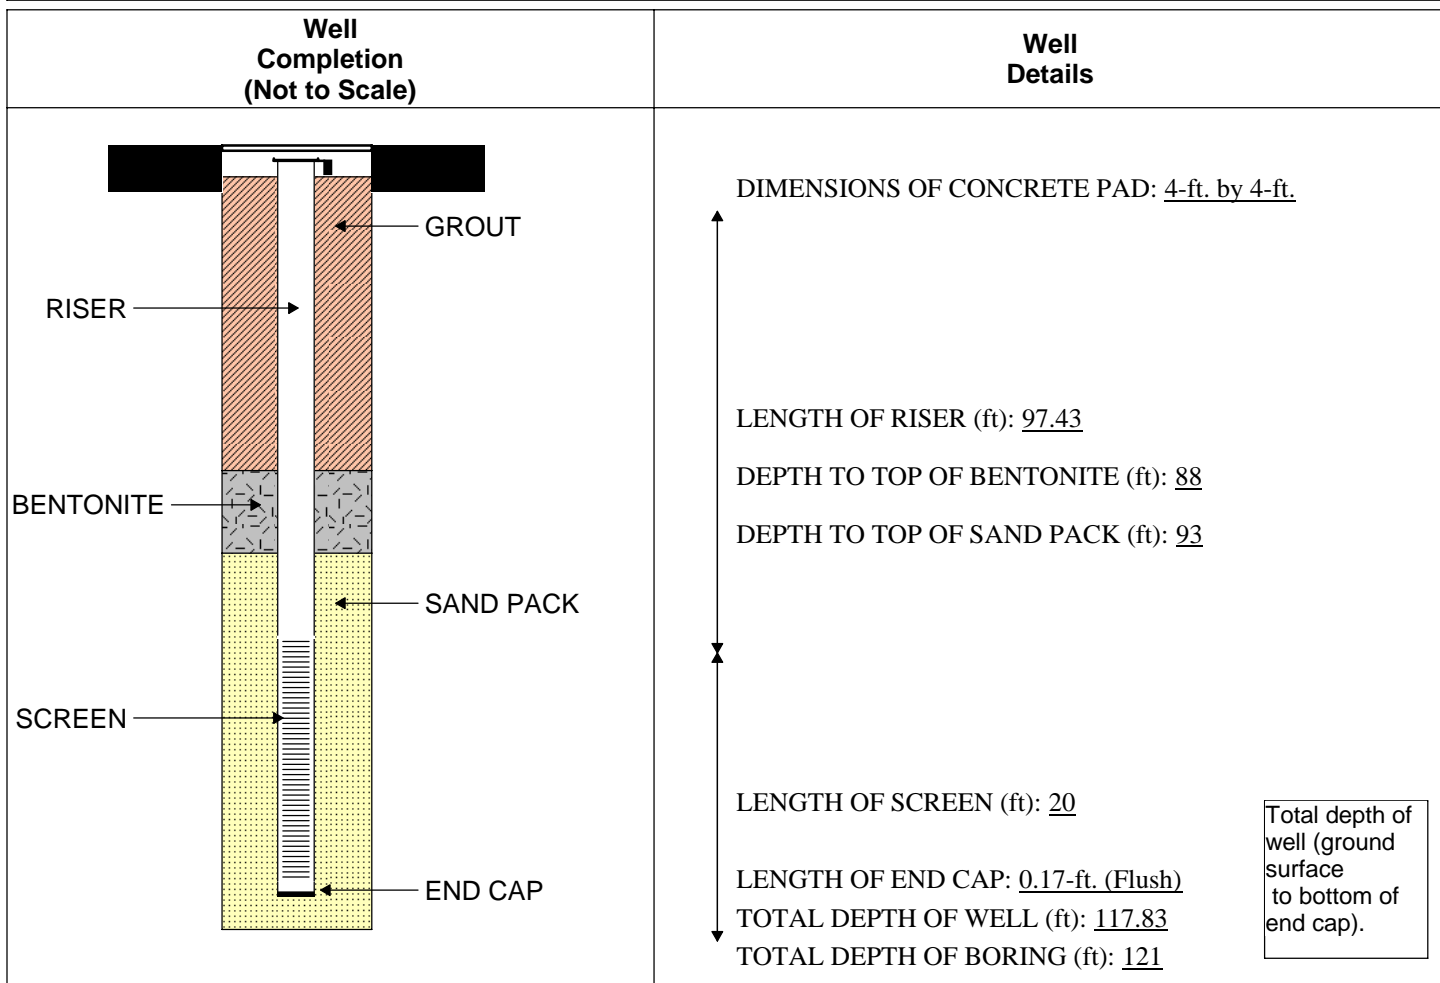 Well
Completion
(Not to Scale)
Well
Details
GROUT
RISER
BENTONITE
SAND PACK
SCREEN
END CAP
DIMENSIONS OF CONCRETE PAD: 4-ft. by 4-ft.
LENGTH OF RISER (ft): 97.43
DEPTH TO TOP OF BENTONITE (ft): 88
DEPTH TO TOP OF SAND PACK (ft): 93
LENGTH OF SCREEN (ft): 20
LENGTH OF END CAP: 0.17-ft. (Flush)
TOTAL DEPTH OF WELL (ft): 117.83
TOTAL DEPTH OF BORING (ft): 121
Total depth of
well (ground
surface
to bottom of
end cap).